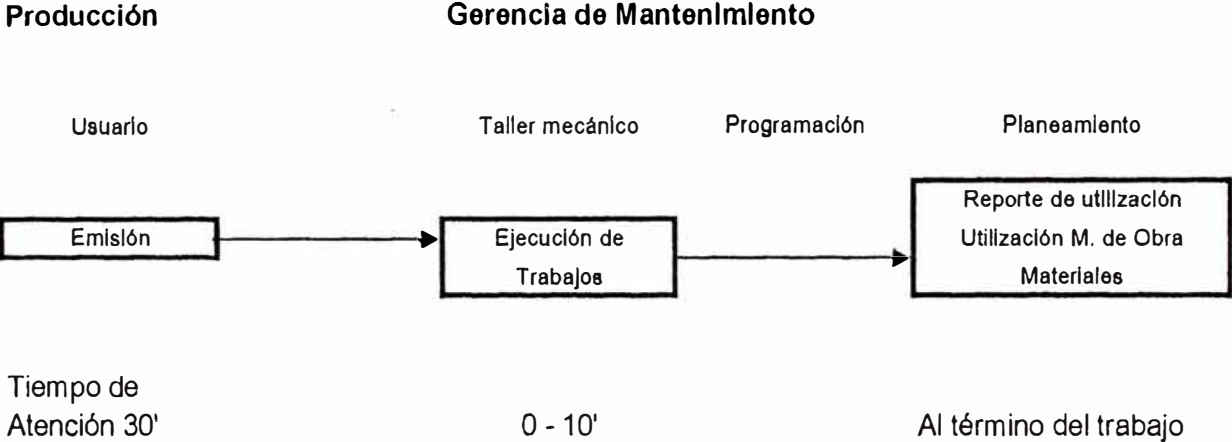 Producción Gerencia de Mantenimiento
Usuario Taller mecánico Programación Planeamiento
Emisión
Ejecución de
Trabajos
Reporte de utilización
Utilización M. de Obra
Materiales
Tiempo de
Atención 30' 0 - 10' Al término del trabajo